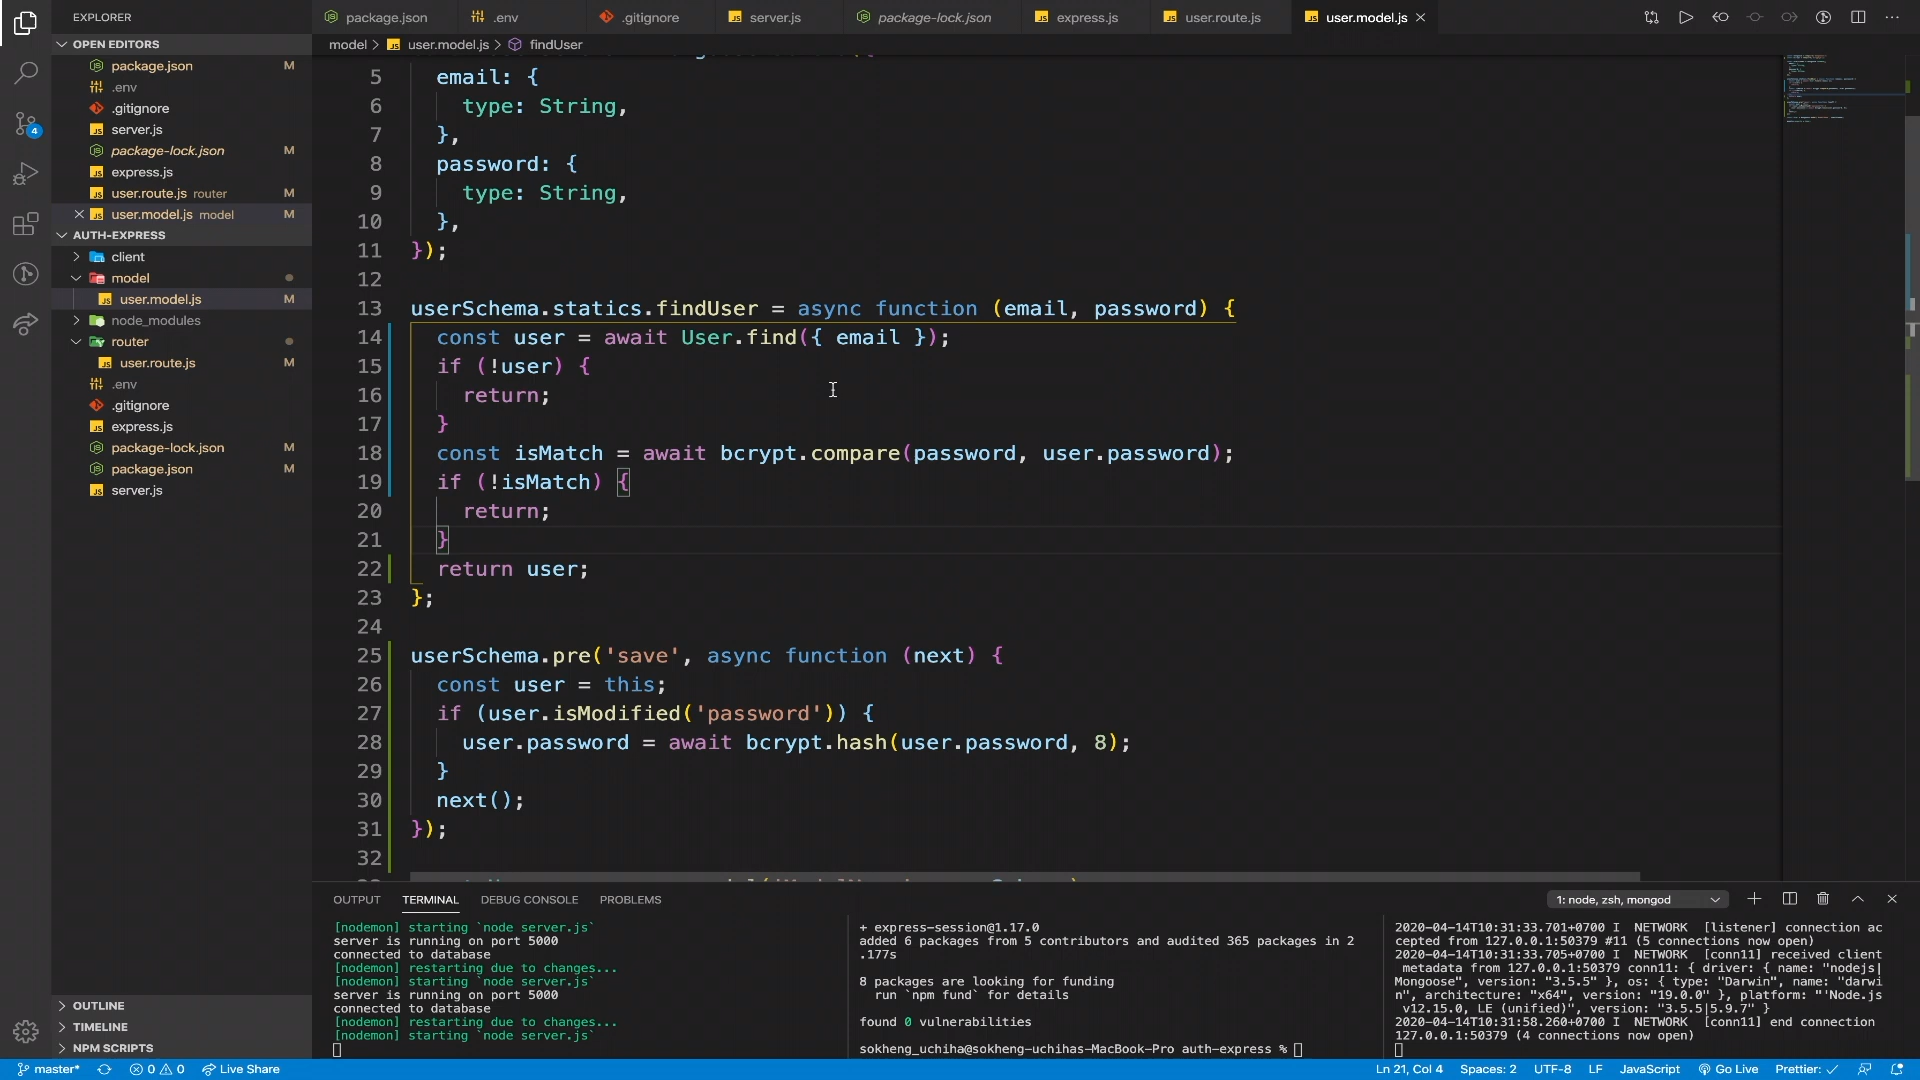 EXPLORER
OPEN EDITORS
package.json M
.env
.gitignore
server.js
package-lock.json M
express.js
user.route.js router M
user.model.js model M
AUTH-EXPRESS
client
model
user.model.js M
node_modules
router
user.route.js M
.env
.gitignore
express.js
package-lock.json M
package.json M
server.js
OUTLINE
TIMELINE
NPM SCRIPTS
4
package.json
.env
.gitignore
server.js
package-lock.json
express.js
user.route.js
user.model.js
model > user.model.js > findUser
5 email: {
6 type: String,
7 },
8 password: {
9 type: String,
10 },
11 });
12
13 userSchema.statics.findUser = async function (email, password) {
14 const user = await User.find({ email });
15 if (!user) {
16 return;
17 }
18 const isMatch = await bcrypt.compare(password, user.password);
19 if (!isMatch) {
20 return;
21 }
22 return user;
23 };
24
25 userSchema.pre('save', async function (next) {
26 const user = this;
27 if (user.isModified('password')) {
28 user.password = await bcrypt.hash(user.password, 8);
29 }
30 next();
31 });
32
OUTPUT TERMINAL DEBUG CONSOLE PROBLEMS
1: node, zsh, mongod
[nodemon] starting `node server.js`
server is running on port 5000
connected to database
[nodemon] restarting due to changes...
[nodemon] starting `node server.js`
server is running on port 5000
connected to database
[nodemon] restarting due to changes...
[nodemon] starting `node server.js`
+ express-session@1.17.0
added 6 packages from 5 contributors and audited 365 packages in 2
.177s
8 packages are looking for funding
run `npm fund` for details
found 0 vulnerabilities
sokheng_uchiha@sokheng-uchihas-MacBook-Pro auth-express %
2020-04-14T10:31:33.701+0700 I NETWORK [listener] connection ac
cepted from 127.0.0.1:50379 #11 (5 connections now open)
2020-04-14T10:31:33.705+0700 I NETWORK [conn11] received client
metadata from 127.0.0.1:50379 conn11: { driver: { name: "nodejs|
Mongoose", version: "3.5.5" }, os: { type: "Darwin", name: "darwi
n", architecture: "x64", version: "19.0.0" }, platform: "'Node.js
v12.15.0, LE (unified)", version: "3.5.5|5.9.7" }
2020-04-14T10:31:58.260+0700 I NETWORK [conn11] end connection
127.0.0.1:50379 (4 connections now open)
master* 0 0 Live Share
Ln 21, Col 4 Spaces: 2 UTF-8 LF JavaScript Go Live Prettier: